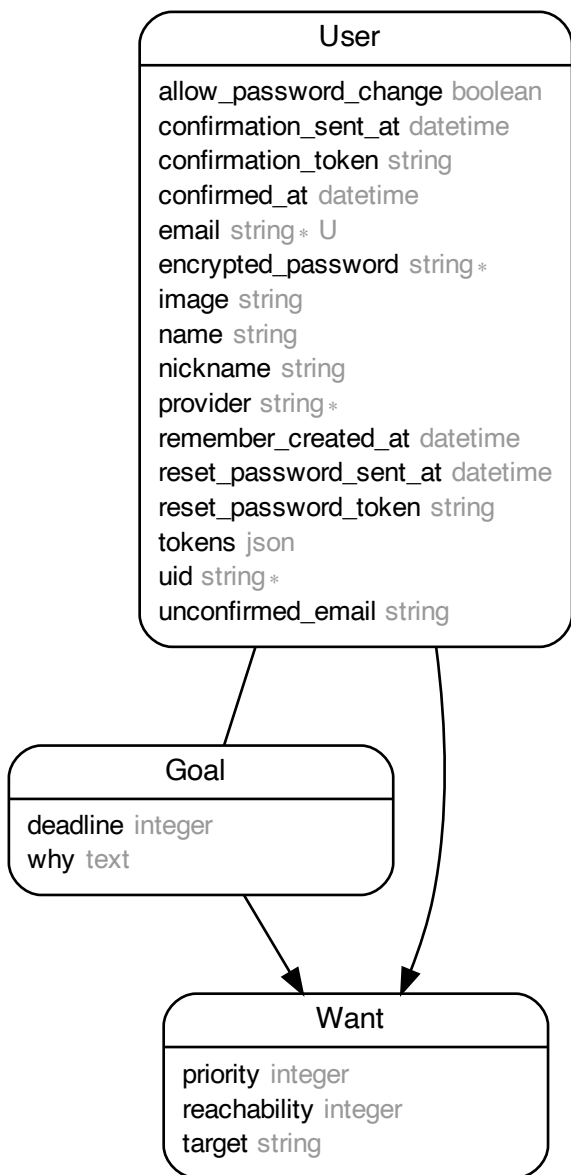 User
allow_password_change boolean
confirmation_sent_at datetime
confirmation_token string
confirmed_at datetime
email string* U
encrypted_password string*
image string
name string
nickname string
provider string*
remember_created_at datetime
reset_password_sent_at datetime
reset_password_token string
tokens json
uid string*
unconfirmed_email string
Goal
deadline integer
why text
Want
priority integer
reachability integer
target string